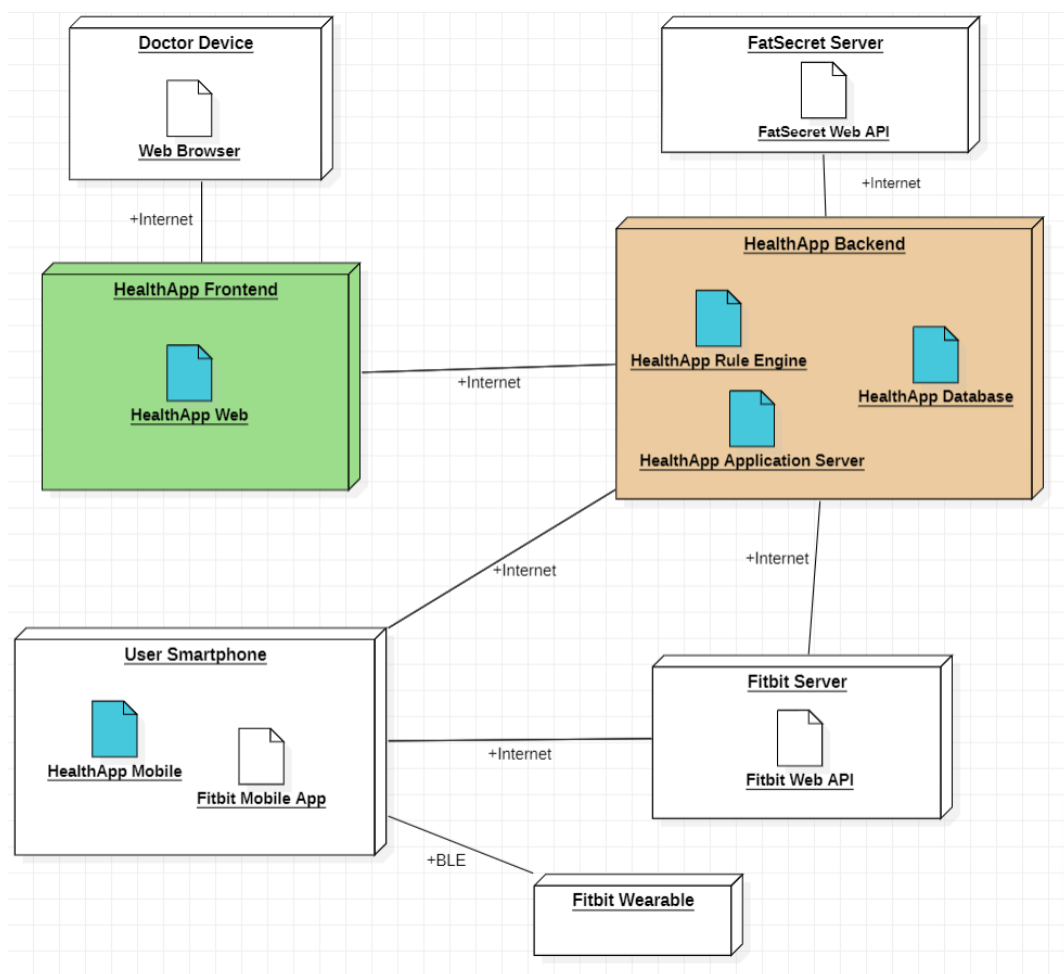 Doctor Device
Web Browser
FatSecret Server
FatSecret Web API
+Internet
+Internet
HealthApp Frontend
HealthApp Web
+Internet
HealthApp Backend
HealthApp Rule Engine
HealthApp Database
HealthApp Application Server
+Internet
+Internet
User Smartphone
HealthApp Mobile
Fitbit Mobile App
+Internet
Fitbit Server
Fitbit Web API
+BLE
Fitbit Wearable